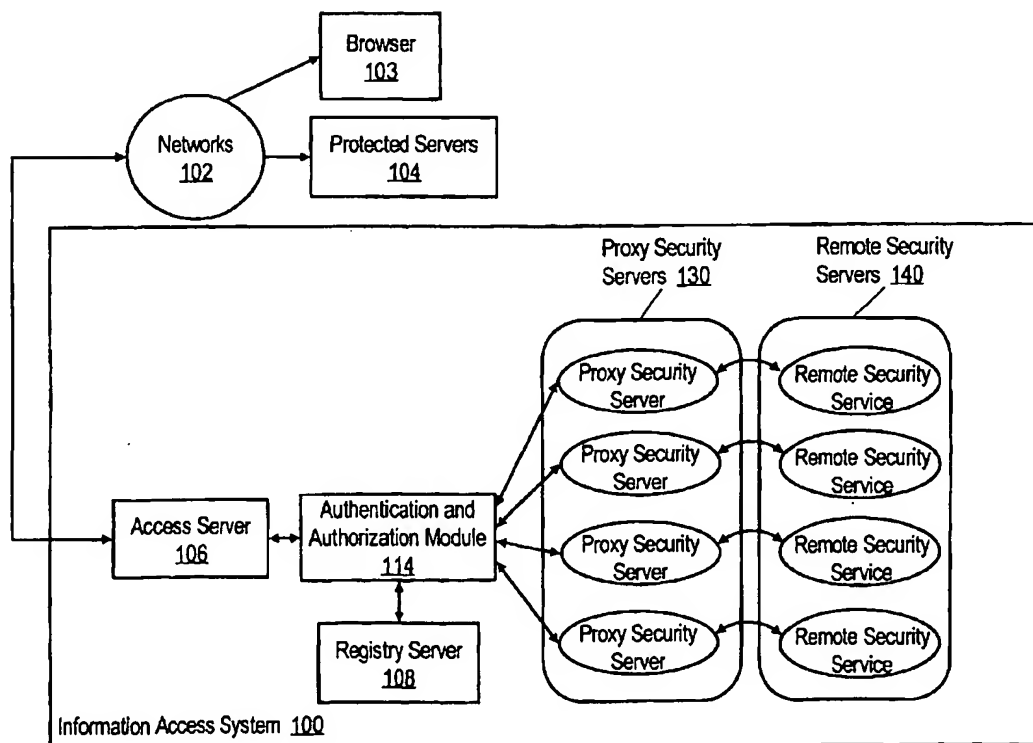 Browser
103
Networks
102
Protected Servers
104
Proxy Security
Servers 130
Remote Security
Servers 140
Proxy Security
Server
Remote Security
Service
Proxy Security
Server
Remote Security
Service
Access Server
106
Authentication and
Authorization Module
114
Proxy Security
Server
Remote Security
Service
Registry Server
108
Proxy Security
Server
Remote Security
Service
Information Access System 100